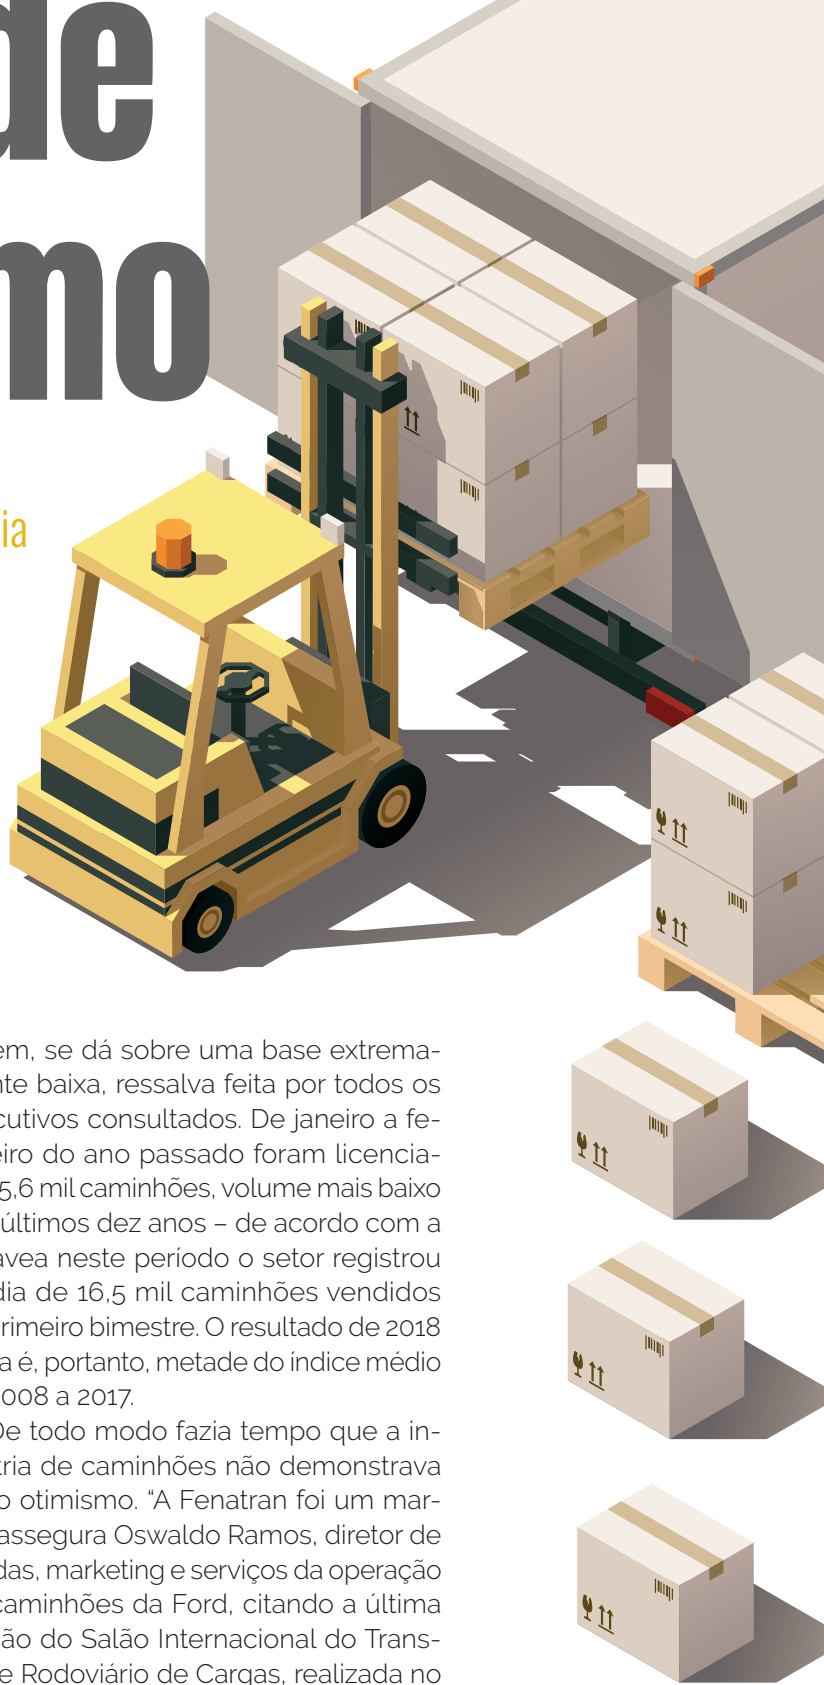 de
mo
ia
em, se dá sobre uma base extrema-
nte baixa, ressalva feita por todos os
cutivos consultados. De janeiro a fe-
eiro do ano passado foram licencia-
5,6 mil caminhões, volume mais baixo
últimos dez anos – de acordo com a
avea neste período o setor registrou
dia de 16,5 mil caminhões vendidos
rimeiro bimestre. O resultado de 2018
a é, portanto, metade do índice médio
008 a 2017.
De todo modo fazia tempo que a in-
tria de caminhões não demonstrava
o otimismo. “A Fenatran foi um mar-
assegura Oswaldo Ramos, diretor de
das, marketing e serviços da operação
caminhões da Ford, citando a última
ão do Salão Internacional do Trans-
e Rodoviário de Cargas, realizada no